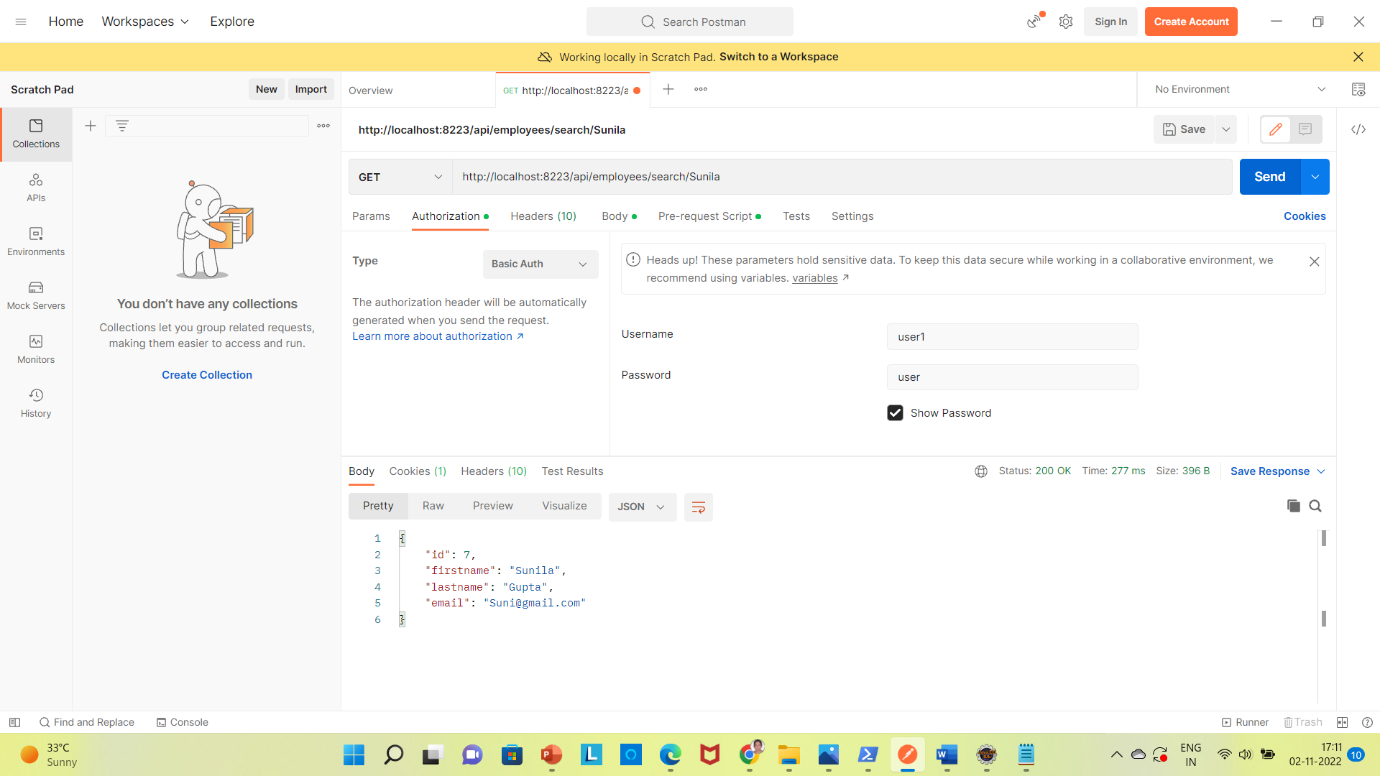 Home Workspaces Explore Search Postman Sign In Create Account
Working locally in Scratch Pad. Switch to a Workspace
Scratch Pad New Import Overview GET http://localhost:8223/a No Environment
Collections
http://localhost:8223/api/employees/search/Sunila Save
GET http://localhost:8223/api/employees/search/Sunila Send
APIs
Params Authorization Headers (10) Body Pre-request Script Tests Settings Cookies
Environments
Type Basic Auth
Heads up! These parameters hold sensitive data. To keep this data secure while working in a collaborative environment, we
recommend using variables. variables
Mock Servers
You don't have any collections
The authorization header will be automatically
generated when you send the request.
Learn more about authorization
Collections let you group related requests,
making them easier to access and run.
Username user1
Monitors
Create Collection
Password user
History
Show Password
Body Cookies (1) Headers (10) Test Results Status: 200 OK Time: 277 ms Size: 396 B Save Response
Pretty Raw Preview Visualize JSON
1 {
2 "id": 7,
3 "firstname": "Sunila",
4 "lastname": "Gupta",
5 "email": "Suni@gmail.com"
6 }
Find and Replace Console Runner Trash
33°C
Sunny
ENG
IN
17:11
02-11-2022
10